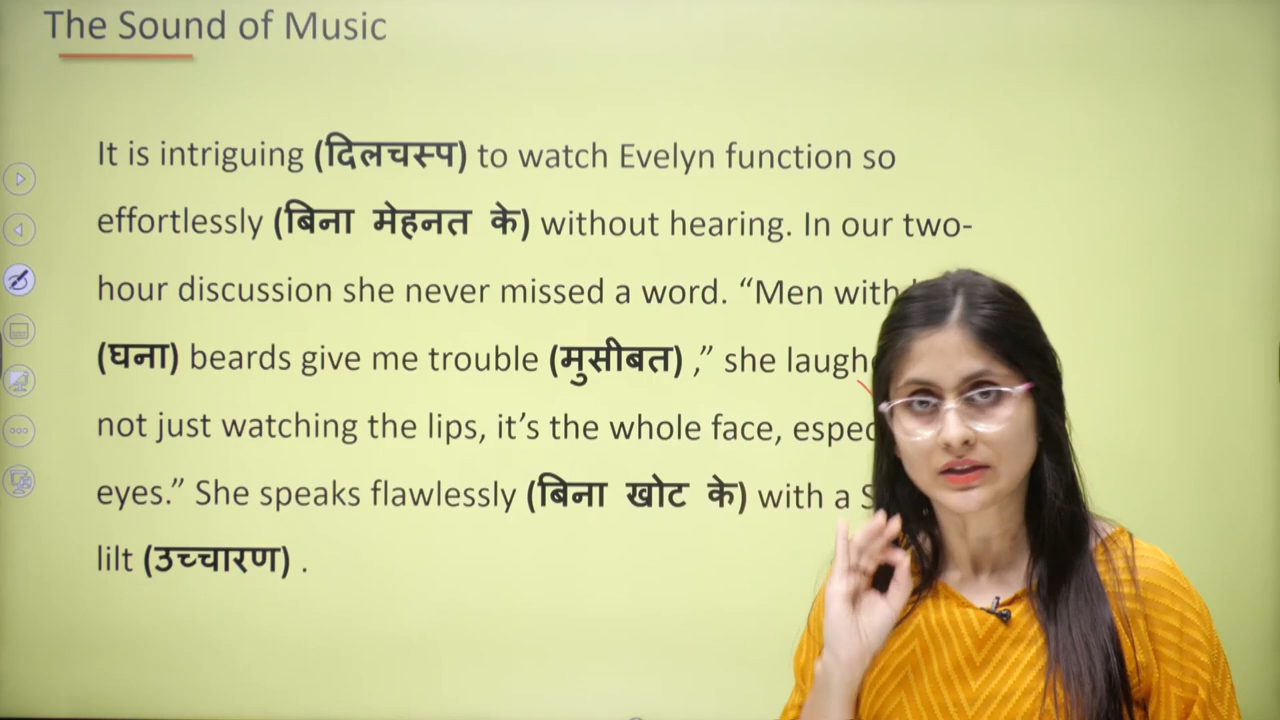 The Sound of Music
It is intriguing (दिलचस्प) to watch Evelyn function so
effortlessly (बिना मेहनत के) without hearing. In our two-
hour discussion she never missed a word. “Men with
(घना) beards give me trouble (मुसीबत) ,” she
not just watching the lips, it’s the whole face,
eyes.” She speaks flawlessly (बिना खोट के) with a
lilt (उच्चारण) .